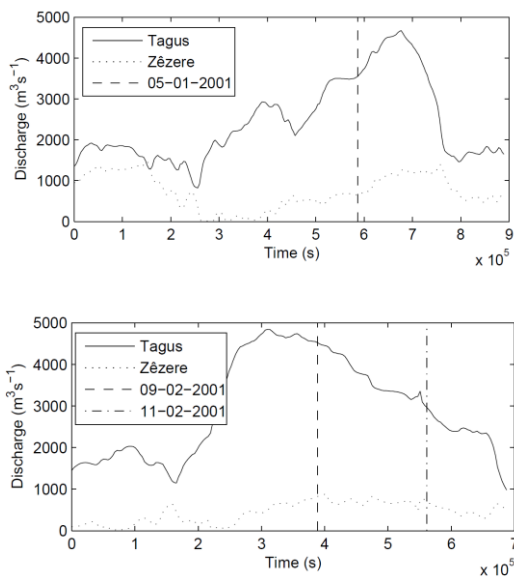 5000
4000
3000
2000
1000
0
Discharge (m³s⁻¹)
Tagus
Zêzere
05−01−2001
0 1 2 3 4 5 6 7 8 9
Time (s)
x 10⁵
5000
4000
3000
2000
1000
0
Discharge (m³s⁻¹)
Tagus
Zêzere
09−02−2001
11−02−2001
0 1 2 3 4 5 6 7
Time (s)
x 10⁵